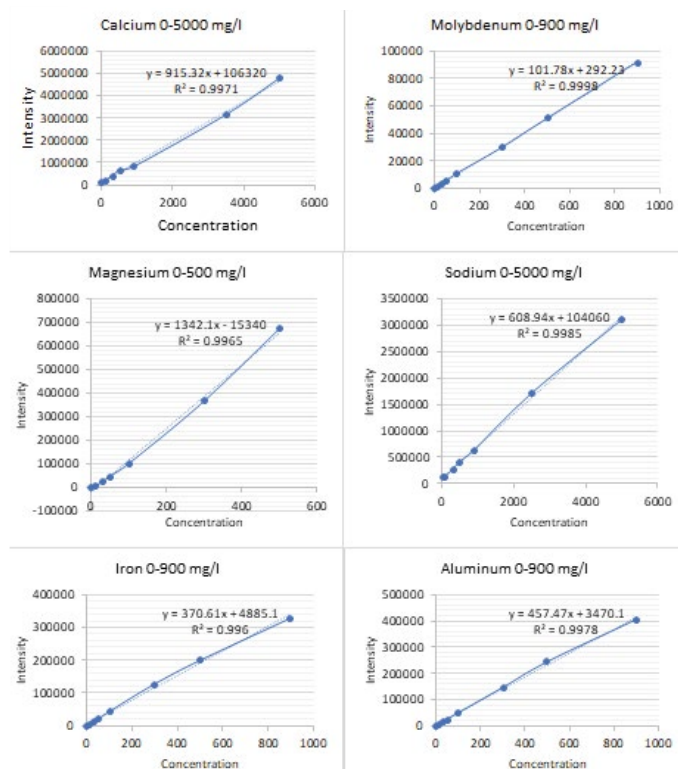 Calcium 0-5000 mg/l
6000000
5000000
4000000
3000000
2000000
1000000
0
Intensity
y = 915.32x + 106320
R² = 0.9971
0 2000 4000 6000
Concentration
Molybdenum 0-900 mg/l
100000
80000
60000
40000
20000
0
Intensity
y = 101.78x + 292.23
R² = 0.9998
0 200 400 600 800 1000
Concentration
Magnesium 0-500 mg/l
800000
700000
600000
500000
400000
300000
200000
100000
0
-100000
Intensity
y = 1342.1x - 15340
R² = 0.9965
0 200 400 600
Concentration
Sodium 0-5000 mg/l
3500000
3000000
2500000
2000000
1500000
1000000
500000
0
Intensity
y = 608.94x + 104060
R² = 0.9985
0 2000 4000 6000
Concentration
Iron 0-900 mg/l
400000
300000
200000
100000
0
Intensity
y = 370.61x + 4885.1
R² = 0.996
0 200 400 600 800 1000
Concentration
Aluminum 0-900 mg/l
500000
400000
300000
200000
100000
0
Intensity
y = 457.47x + 3470.1
R² = 0.9978
0 200 400 600 800 1000
Concentration